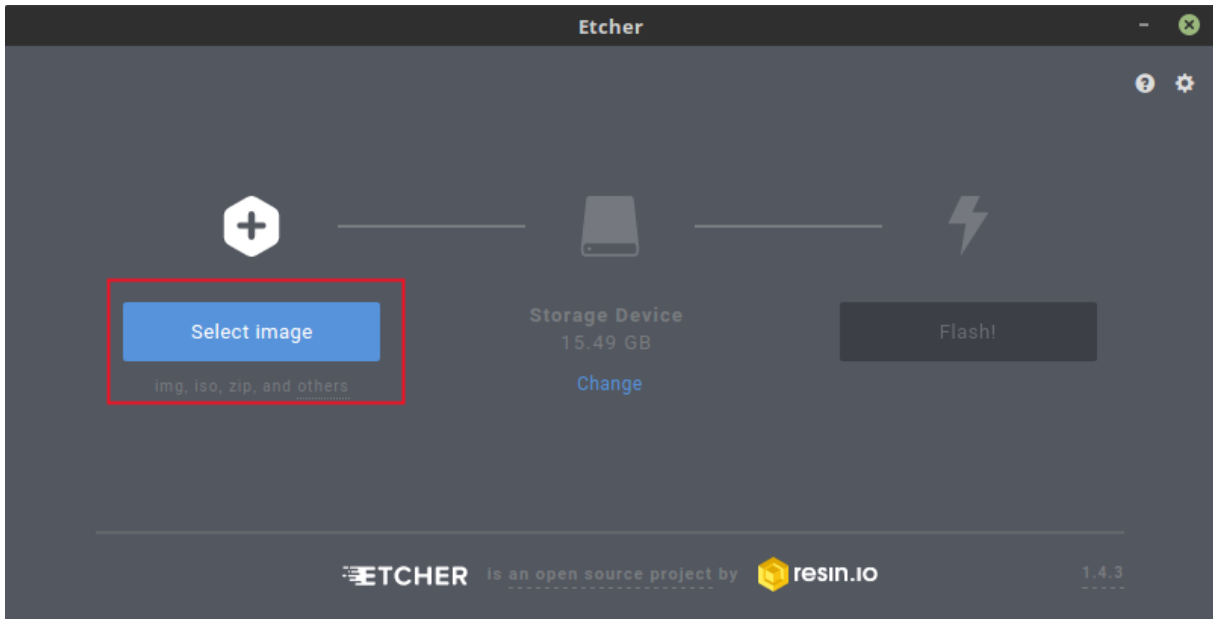 Etcher
Select image
img, iso, zip, and others
Storage Device
15.49 GB
Change
Flash!
ETCHER is an open source project by resin.io
1.4.3